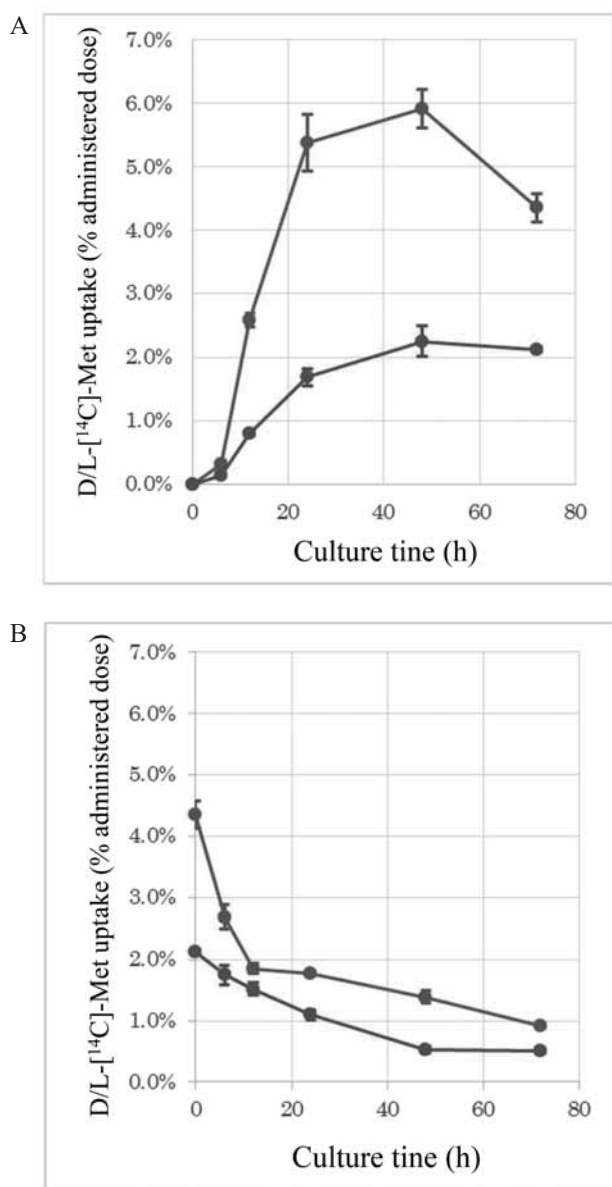 A
D/L-[¹⁴C]-Met uptake (% administered dose)
7.0%
6.0%
5.0%
4.0%
3.0%
2.0%
1.0%
0.0%
0 20 40 60 80
Culture tine (h)
B
D/L-[¹⁴C]-Met uptake (% administered dose)
7.0%
6.0%
5.0%
4.0%
3.0%
2.0%
1.0%
0.0%
0 20 40 60 80
Culture tine (h)